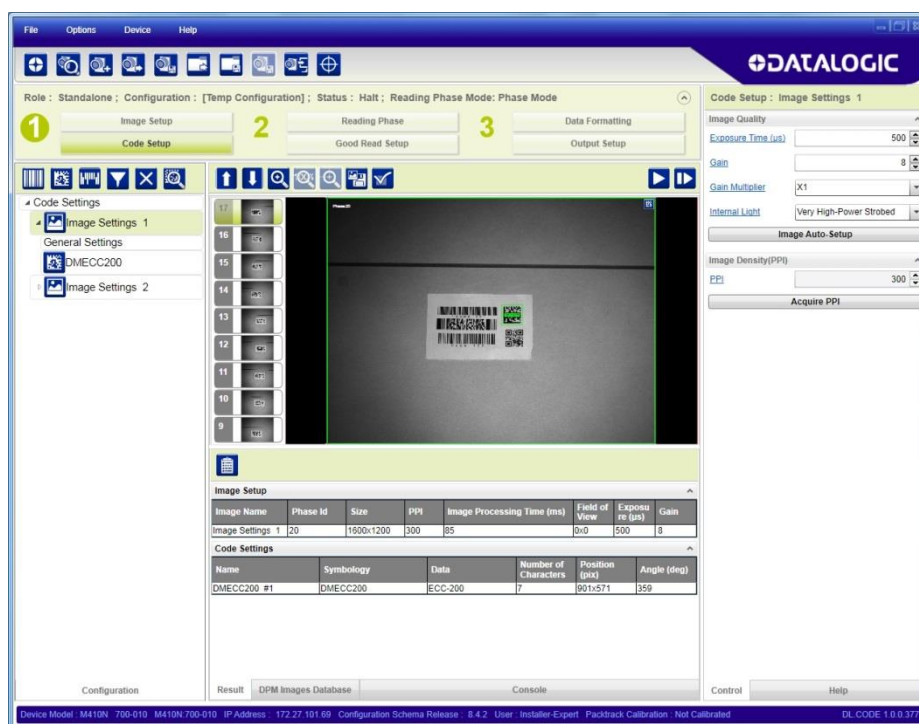 File Options Device Help
DATALOGIC
Role : Standalone ; Configuration : [Temp Configuration] ; Status : Halt ; Reading Phase Mode: Phase Mode
1 Image Setup 2 Reading Phase 3 Data Formatting
Code Setup Good Read Setup Output Setup
Code Setup : Image Settings 1
Image Quality
Exposure Time (µs) 500
Gain 8
Gain Multiplier X1
Internal Light Very High-Power Strobed
Image Auto-Setup
Image Density(PPI)
PPI 300
Acquire PPI
Code Settings
Image Settings 1
General Settings
DMECC200
Image Settings 2
17
16
15
14
13
12
11
10
9
Image Setup
Image Name Phase Id Size PPI Image Processing Time (ms) Field of View Exposu re (µs) Gain
Image Settings 1 20 1600x1200 300 85 0x0 500 8
Code Settings
Name Symbology Data Number of Characters Position (pix) Angle (deg)
DMECC200 #1 DMECC200 ECC-200 7 901x571 359
Configuration Result DPM Images Database Console Control Help
Device Model : M410N 700-010 M410N:700-010 IP Address : 172.27.101.69 Configuration Schema Release : 8.4.2 User : Installer-Expert Packtrack Calibration : Not Calibrated DL.CODE 1.0.0.37